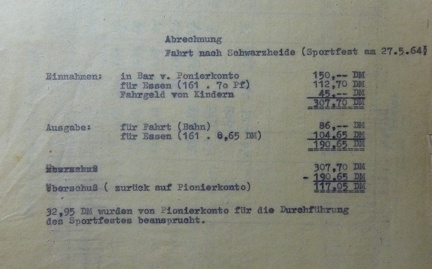 Abrechnung
Fahrt nach Schwarzheide (Sportfest am 27.5.64)
Einnahmen: in Bar v. Ponierkonto 150,-- DM
für Essen (161 . 70 Pf) 112,70 DM
Fahrgeld von Kindern 45,-- DM
307,70 DM
Ausgabe: für Fahrt (Bahn) 86,-- DM
für Essen (161 . 0,65 DM) 104,65 DM
190,65 DM
Überschuß 307,70 DM
- 190,65 DM
Überschuß ( zurück auf Pionierkonto) 117,05 DM
32,95 DM wurden von Pionierkonto für die Durchführung
des Sportfestes beansprucht.